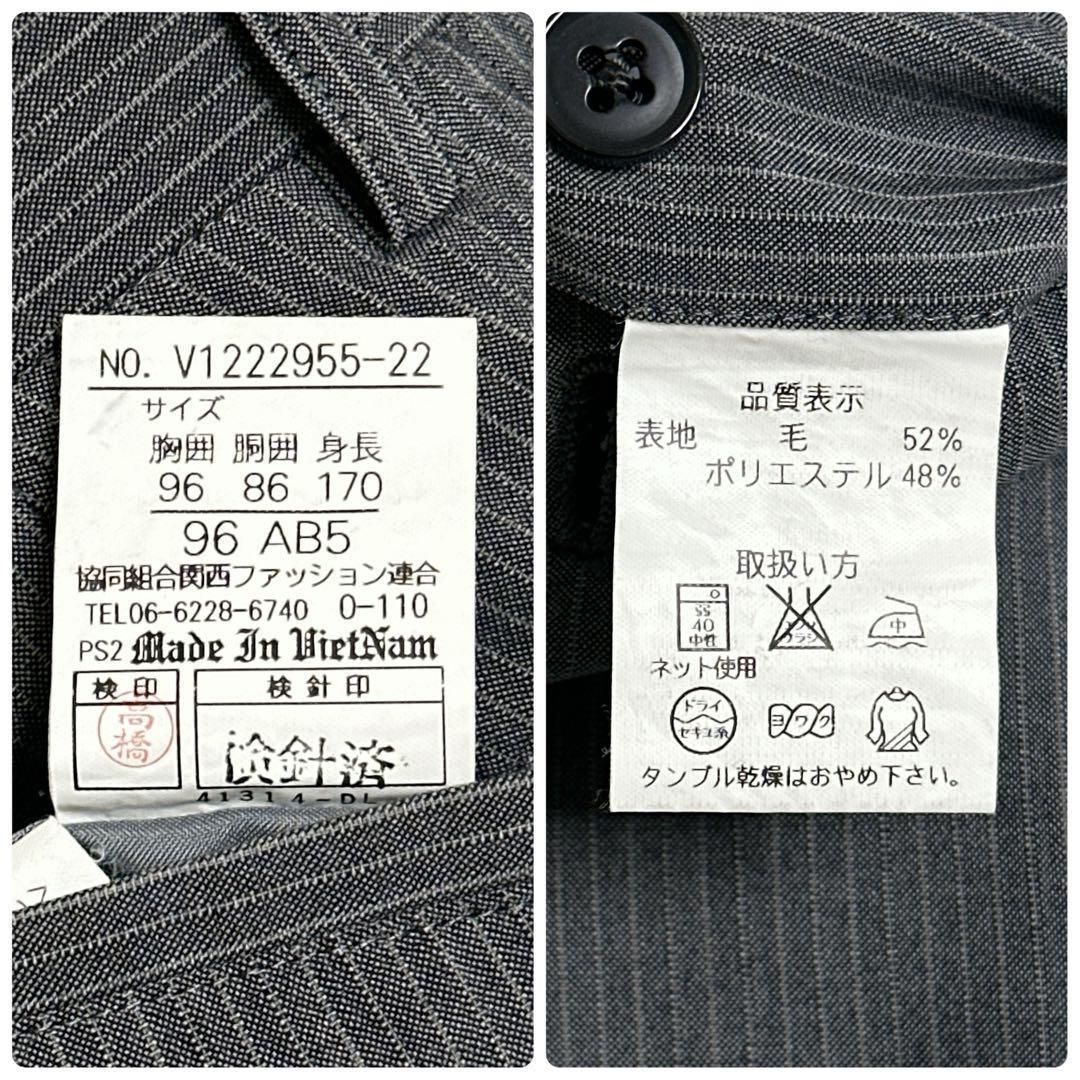 NO. V1222955-22
サイズ
胸囲 胴囲 身長
96 86 170
96 AB5
協同組合関西ファッション連合
TEL06-6228-6740 0-110
PS2 Made In VietNam
検印 検針印
高橋
検針済
41314-DL
品質表示
表地 毛 52%
ポリエステル 48%
取扱い方
40
中性
中
ネット使用
ドライ
セキユ系
ヨワク
タンブル乾燥はおやめ下さい。